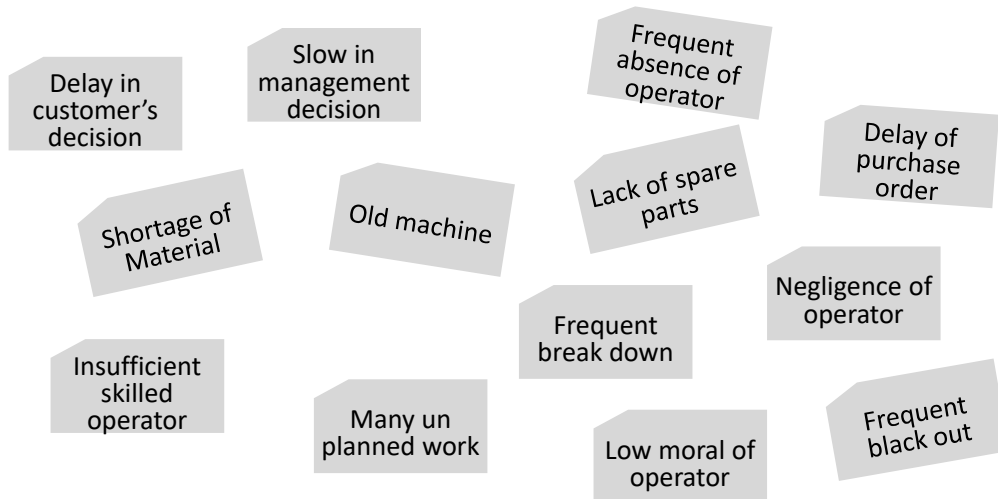 Delay in
customer’s
decision
Slow in
management
decision
Frequent
absence of
operator
Delay of
purchase
order
Shortage of
Material
Old machine
Lack of spare
parts
Negligence of
operator
Frequent
break down
Insufficient
skilled
operator
Many un
planned work
Low moral of
operator
Frequent
black out